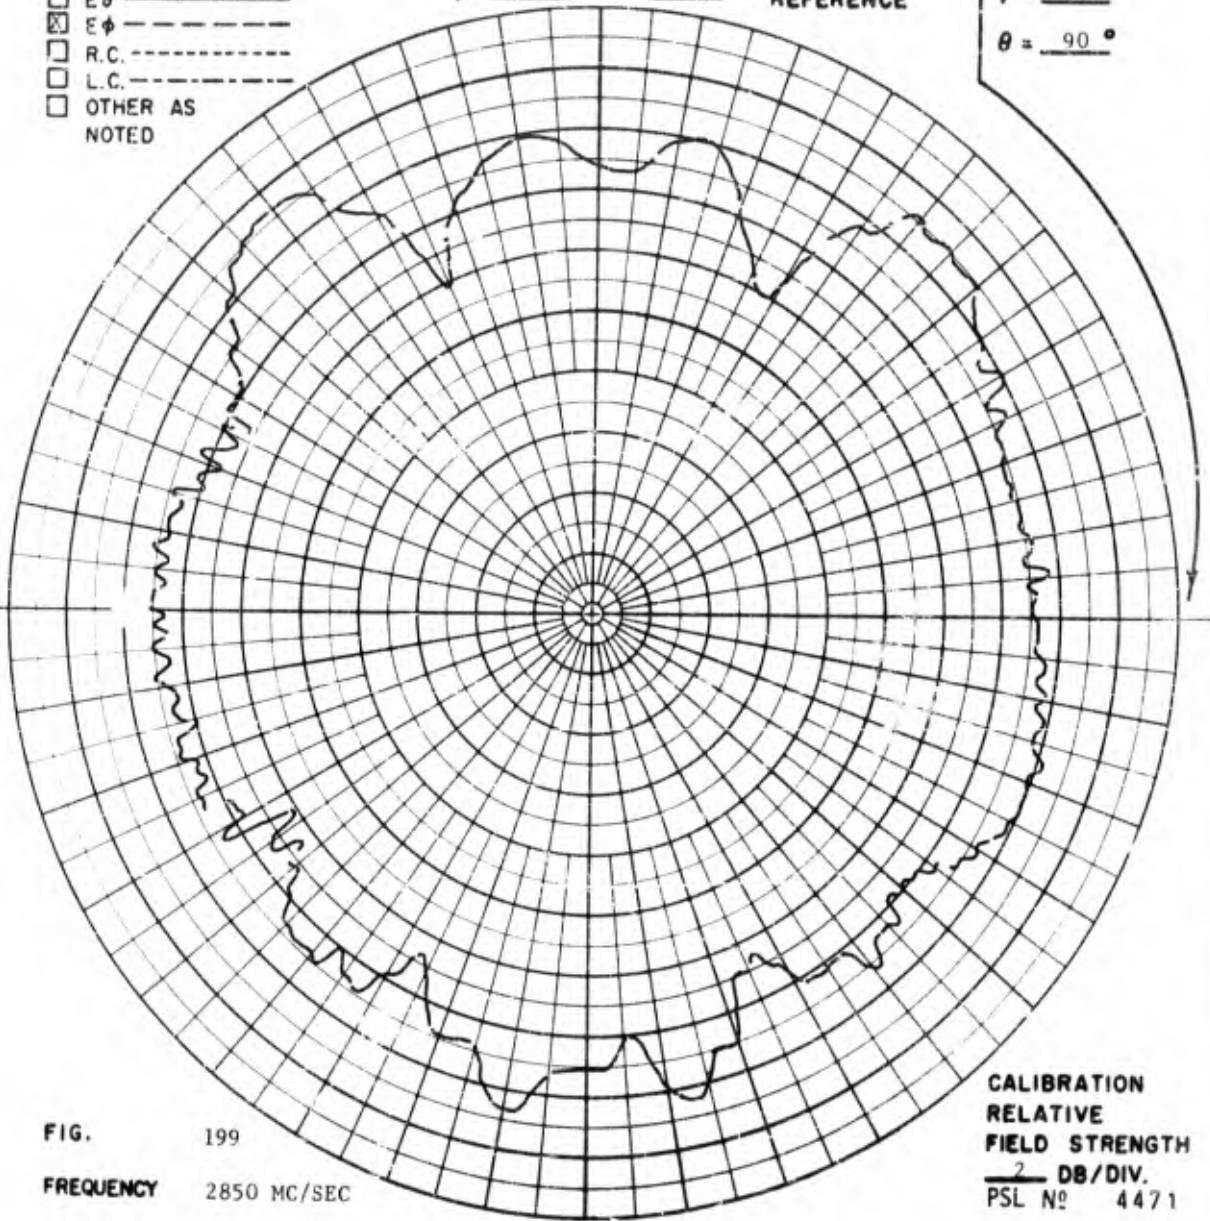 Eφ
R.C.
L.C.
OTHER AS
NOTED
REFERENCE
θ = 90 °
FIG. 199
FREQUENCY 2850 MC/SEC
CALIBRATION
RELATIVE
FIELD STRENGTH
2 DB/DIV.
PSL Nº 4471